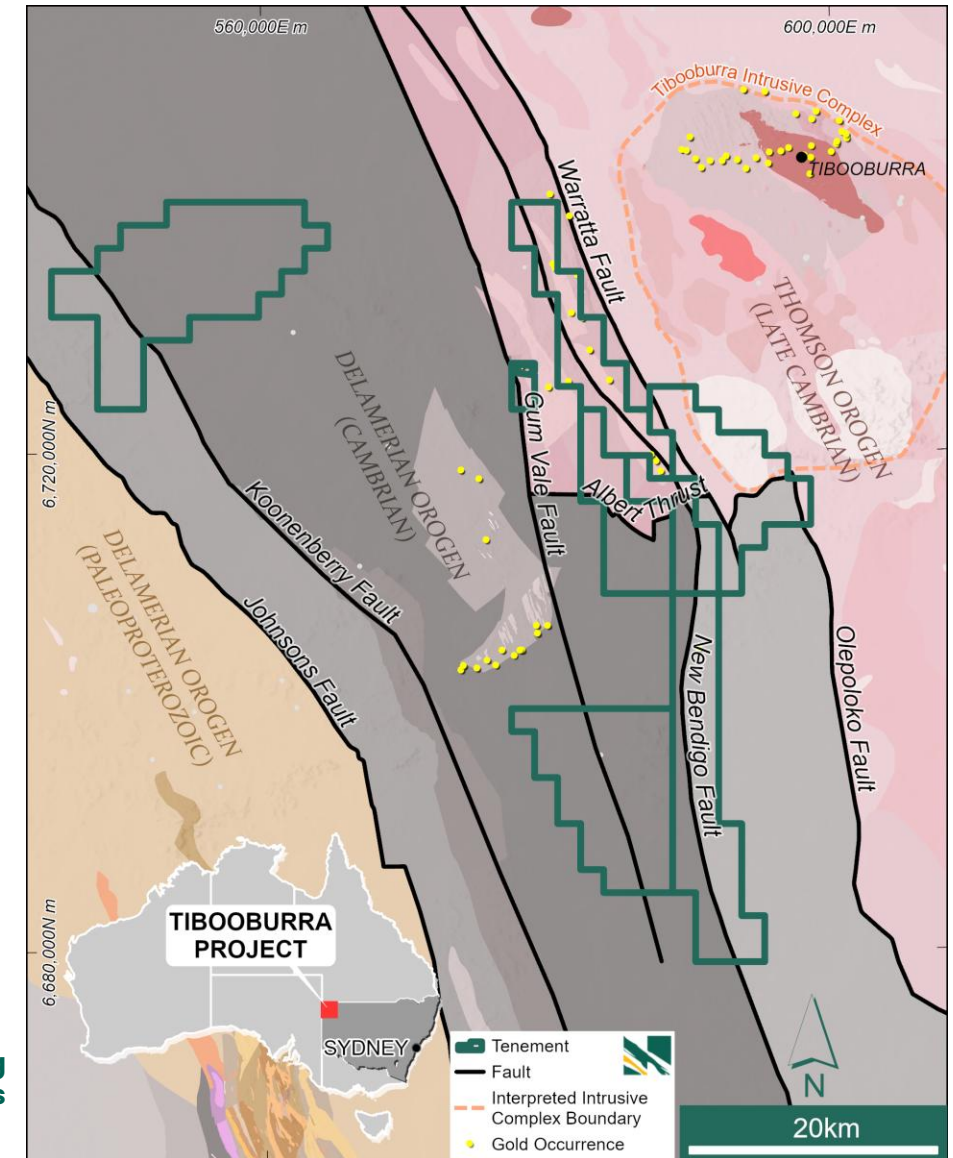 560,000E m
600,000E m
Tibooburra Intrusive Complex
TIBOOBURRA
Warratta Fault
THOMSON OROGEN
(LATE CAMBRIAN)
DELAMERIAN OROGEN
(CAMBRIAN)
Gum Vale Fault
6,720,000N m
Albert Thrust
Koonenberry Fault
DELAMERIAN OROGEN
(PALEOPROTEROZOIC)
Johnsons Fault
New Bendigo Fault
Olepoloko Fault
6,680,000N m
TIBOOBURRA
PROJECT
SYDNEY
Tenement
Fault
Interpreted Intrusive
Complex Boundary
Gold Occurrence
N
20km